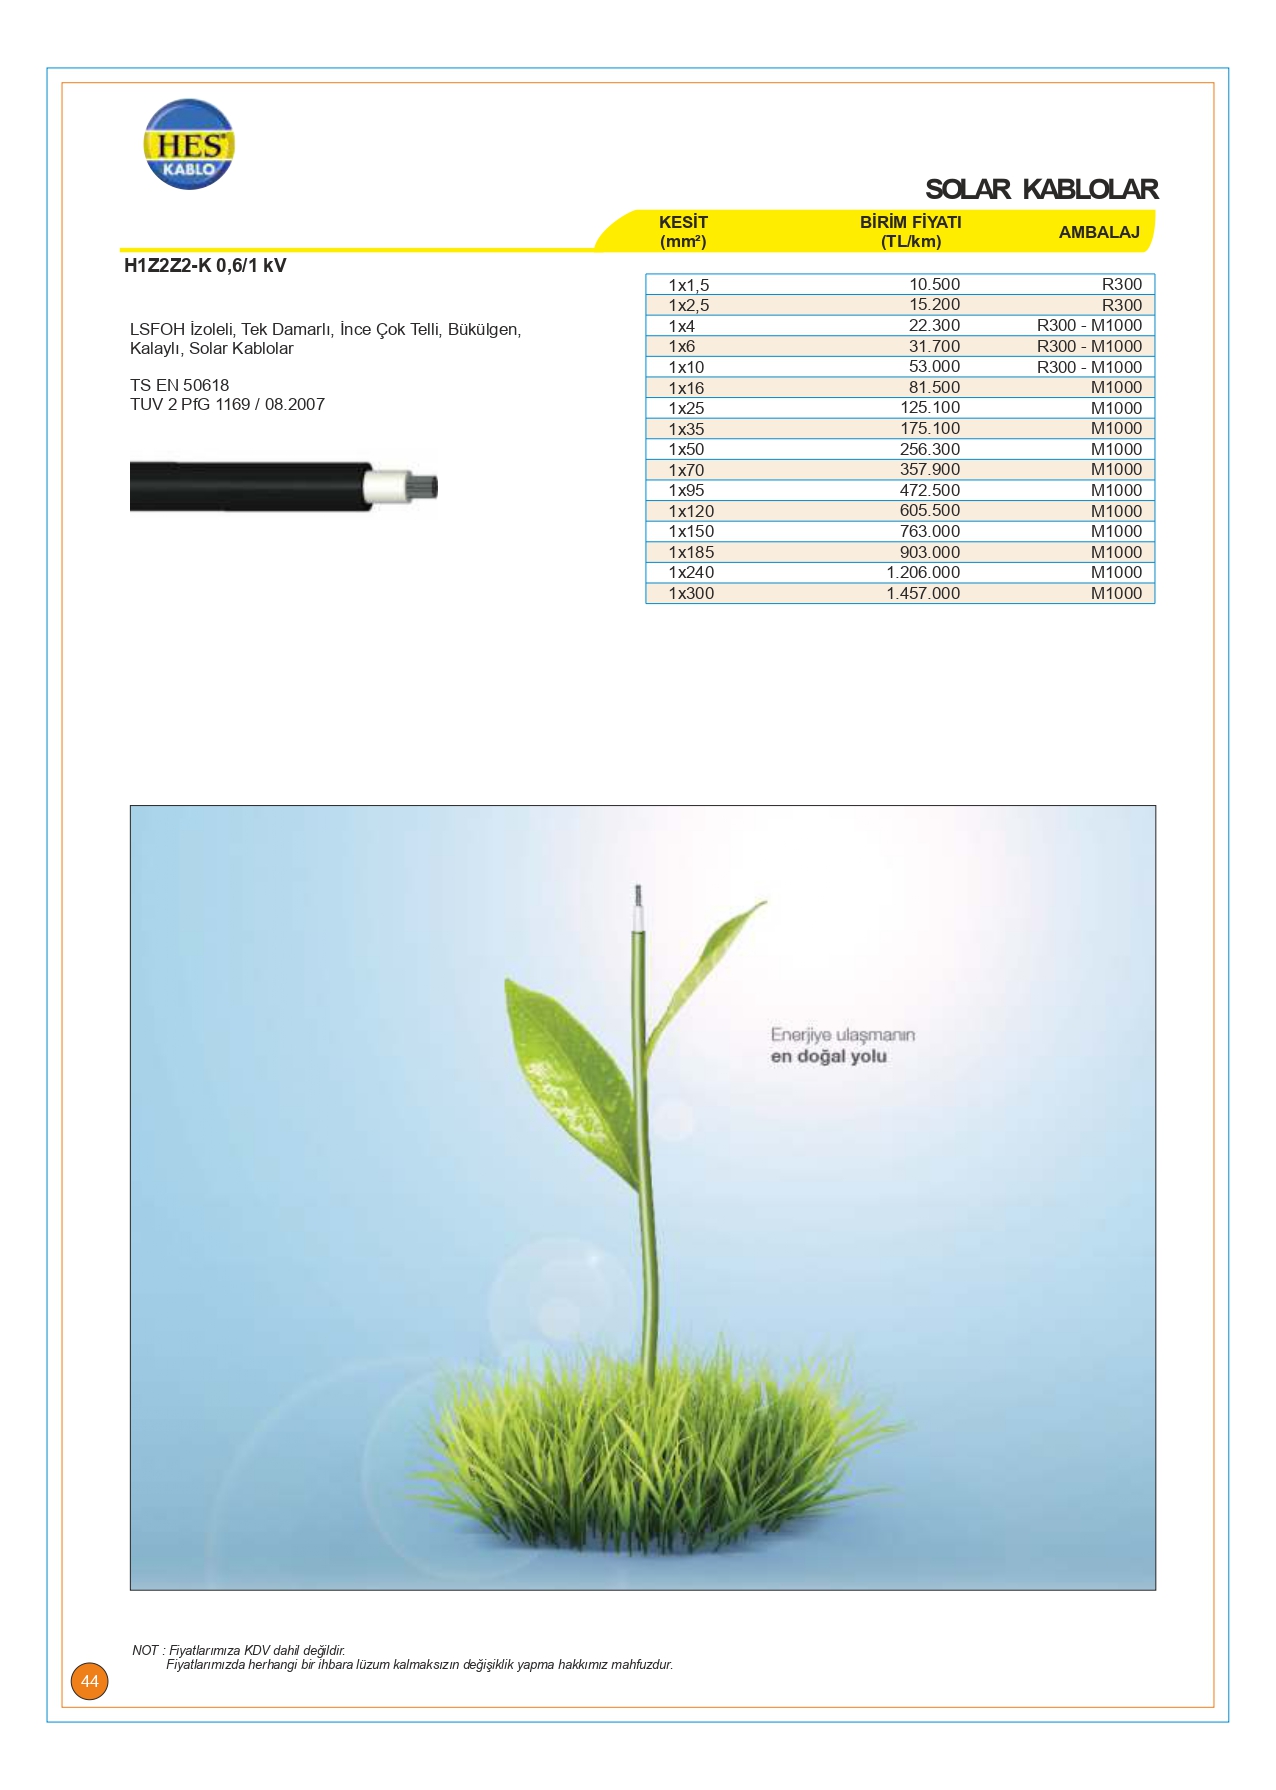 HES
KABLO
SOLAR KABLOLAR
KESİT BİRİM FİYATI AMBALAJ
(mm²) (TL/km)
H1Z2Z2-K 0,6/1 kV
LSFOH İzoleli, Tek Damarlı, İnce Çok Telli, Bükülgen,
Kalaylı, Solar Kablolar
TS EN 50618
TUV 2 PfG 1169 / 08.2007
1x1,5 10.500 R300
1x2,5 15.200 R300
1x4 22.300 R300 - M1000
1x6 31.700 R300 - M1000
1x10 53.000 R300 - M1000
1x16 81.500 M1000
1x25 125.100 M1000
1x35 175.100 M1000
1x50 256.300 M1000
1x70 357.900 M1000
1x95 472.500 M1000
1x120 605.500 M1000
1x150 763.000 M1000
1x185 903.000 M1000
1x240 1.206.000 M1000
1x300 1.457.000 M1000
Enerjiye ulaşmanın
en doğal yolu
NOT : Fiyatlarımıza KDV dahil değildir.
Fiyatlarımızda herhangi bir ihbara lüzum kalmaksızın değişiklik yapma hakkımız mahfuzdur.
44